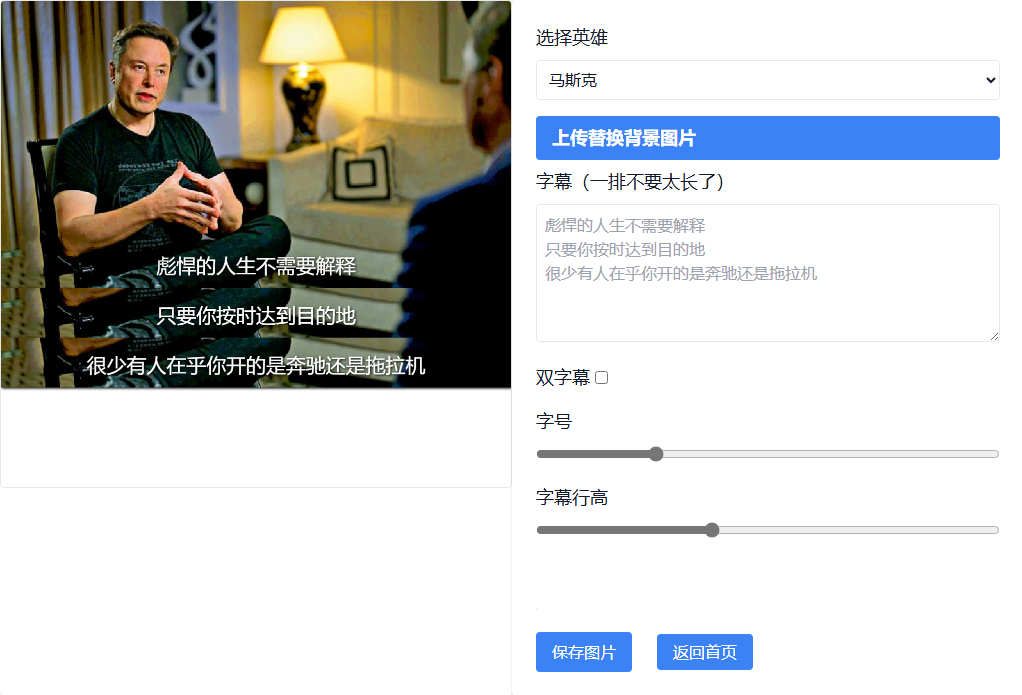 彪悍的人生不需要解释
只要你按时达到目的地
很少有人在乎你开的是奔驰还是拖拉机
选择英雄
马斯克
上传替换背景图片
字幕（一排不要太长了）
彪悍的人生不需要解释
只要你按时达到目的地
很少有人在乎你开的是奔驰还是拖拉机
双字幕
字号
字幕行高
保存图片
返回首页